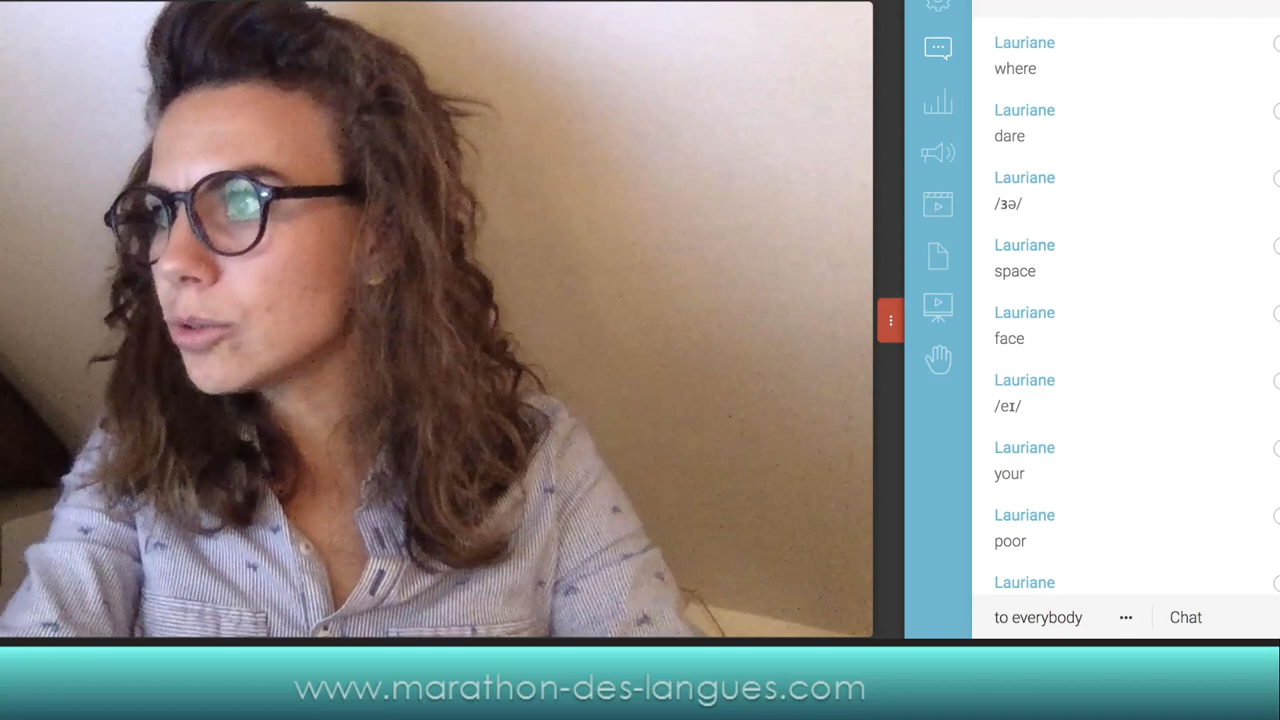 Lauriane
where
Lauriane
dare
Lauriane
/ɜə/
Lauriane
space
Lauriane
face
Lauriane
/eɪ/
Lauriane
your
Lauriane
poor
Lauriane
to everybody ••• Chat
www.marathon-des-langues.com